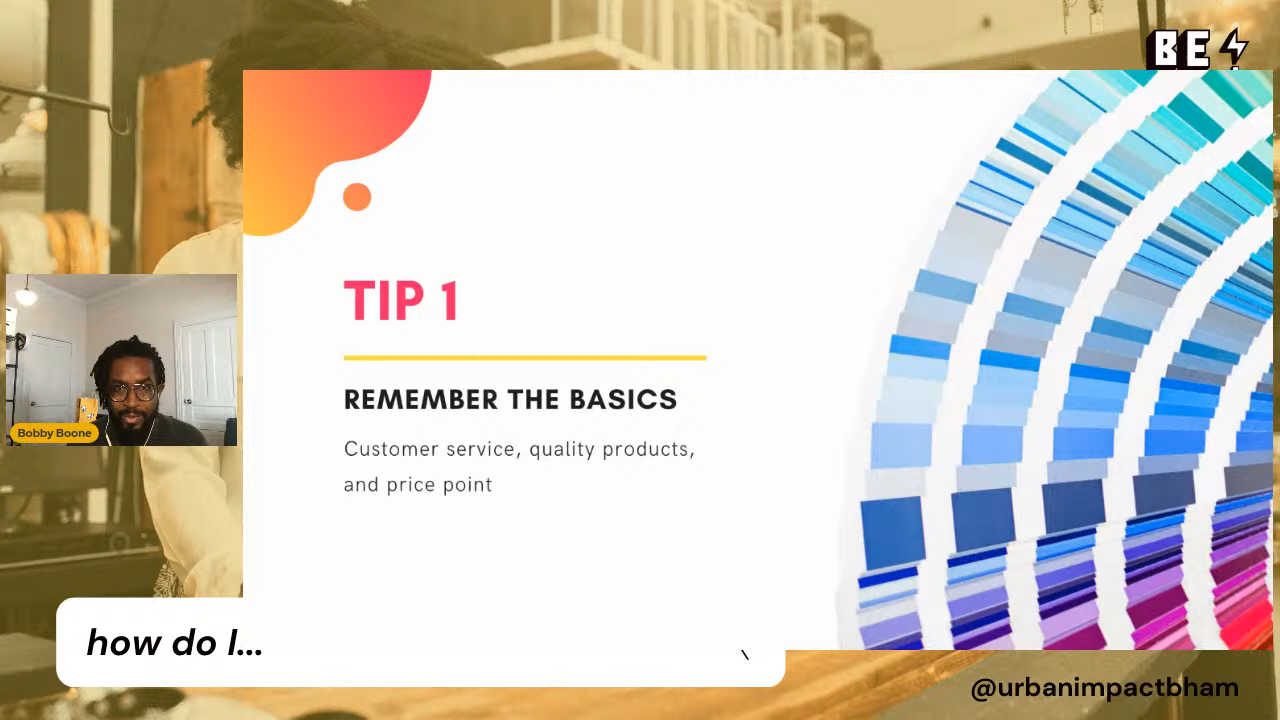 BE
TIP 1
REMEMBER THE BASICS
Customer service, quality products,
and price point
Bobby Boone
how do I...
@urbanimpactbham